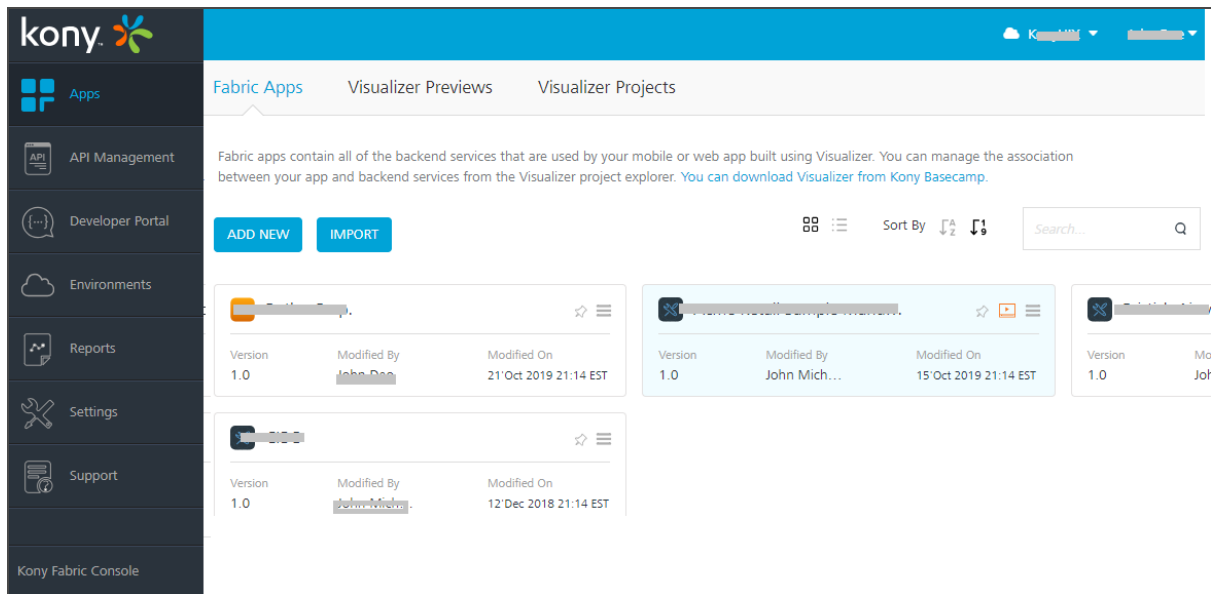 kony
Apps
API Management
Developer Portal
Environments
Reports
Settings
Support
Kony Fabric Console
Fabric Apps Visualizer Previews Visualizer Projects
Fabric apps contain all of the backend services that are used by your mobile or web app built using Visualizer. You can manage the association
between your app and backend services from the Visualizer project explorer. You can download Visualizer from Kony Basecamp.
ADD NEW IMPORT Sort By Search...
Version Modified By Modified On
1.0 21'Oct 2019 21:14 EST
Version Modified By Modified On
1.0 John Mich... 15'Oct 2019 21:14 EST
Version
1.0
Version Modified By Modified On
1.0 12'Dec 2018 21:14 EST